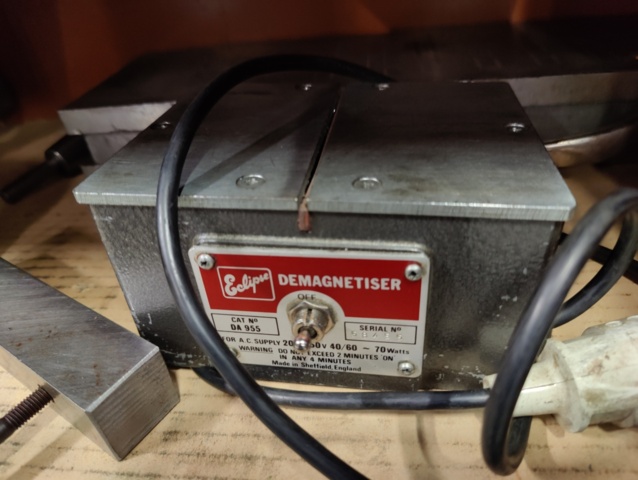 Eclipse DEMAGNETISER
OFF
CAT Nº
DA 955
SERIAL Nº
FOR A.C. SUPPLY 50V 40/60 ~ 70 Watts
WARNING DO NOT EXCEED 2 MINUTES ON
IN ANY 4 MINUTES
Made in Sheffield, England